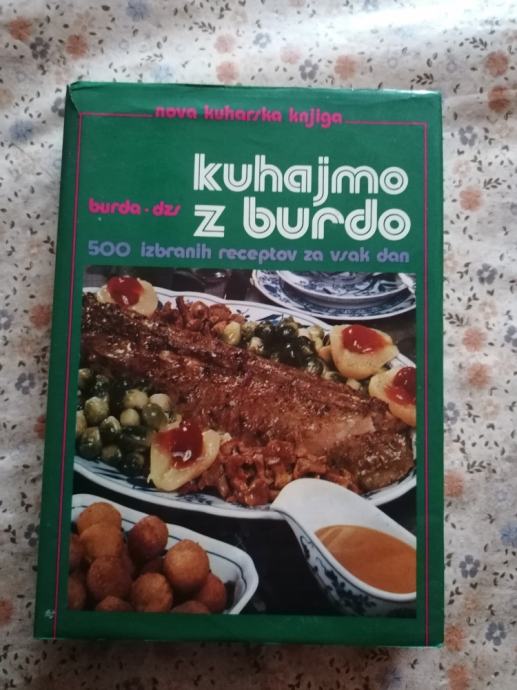 nova kuharska knjiga
kuhajmo
burda • dzs z burdo
500 izbranih receptov za vsak dan